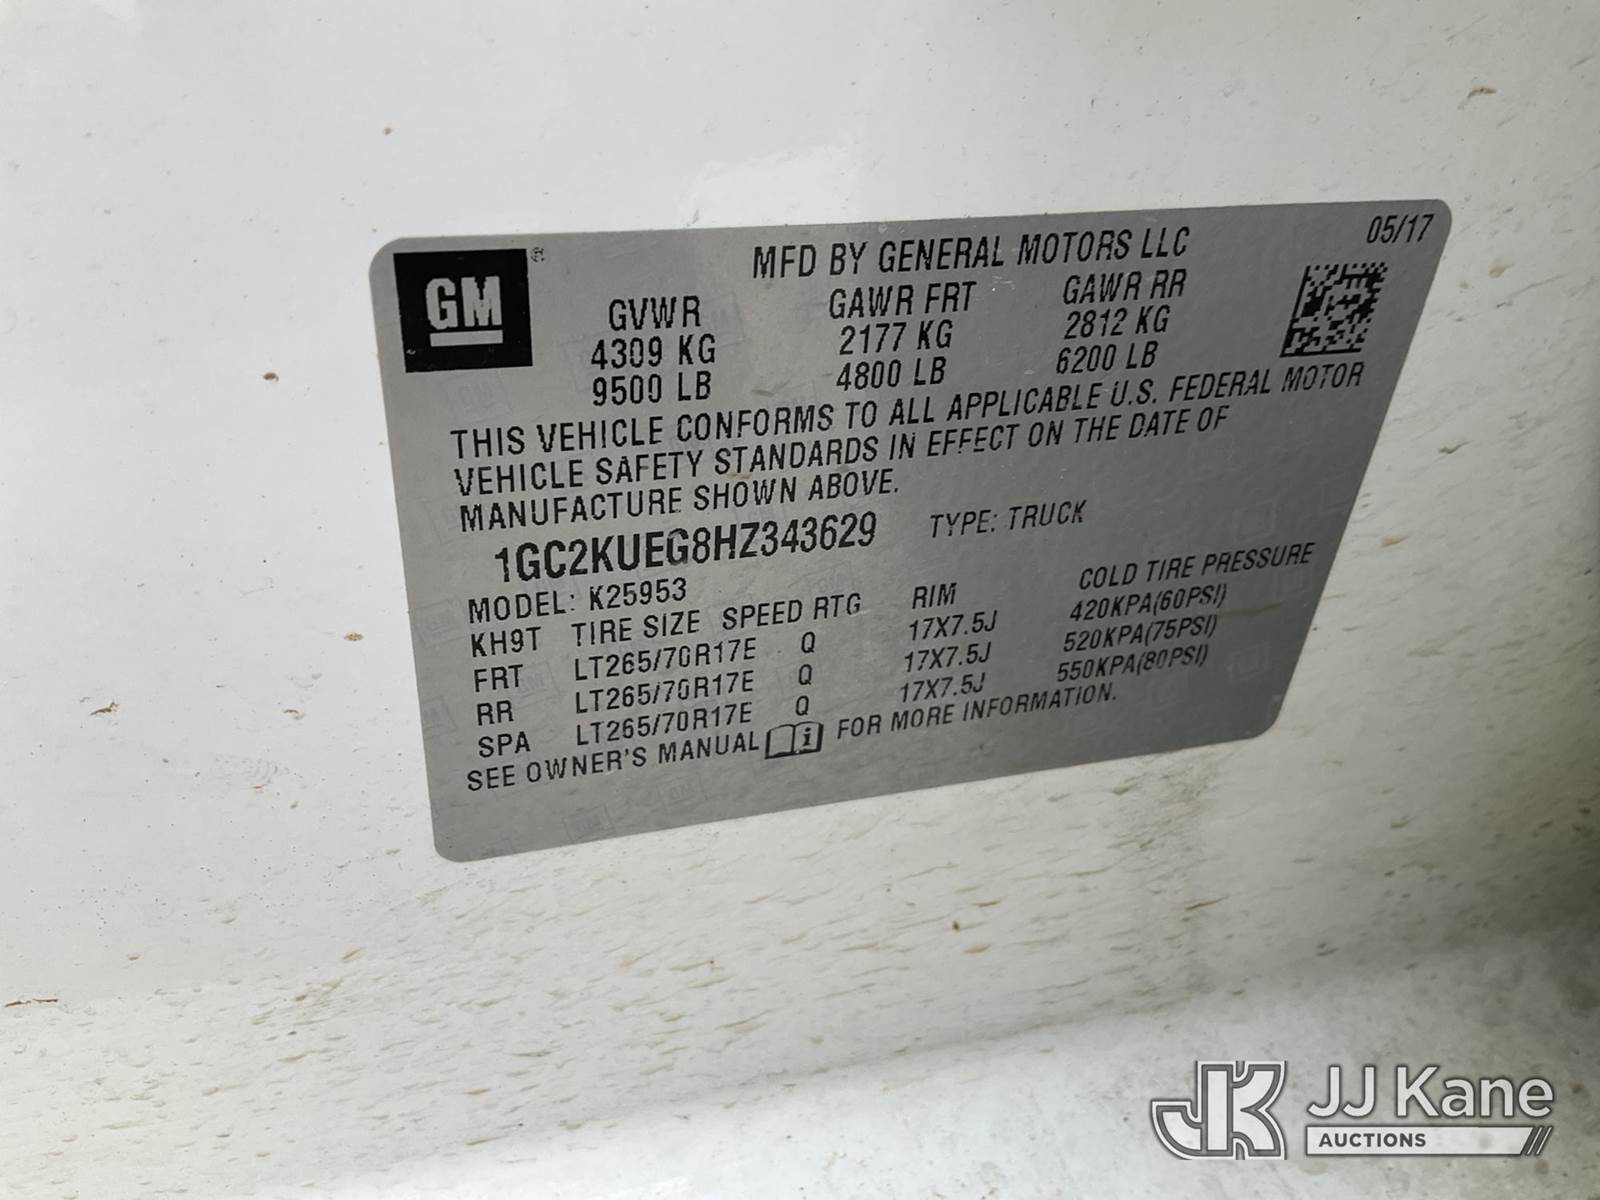 GM ®
MFD BY GENERAL MOTORS LLC 05/17
GVWR GAWR FRT GAWR RR
4309 KG 2177 KG 2812 KG
9500 LB 4800 LB 6200 LB
THIS VEHICLE CONFORMS TO ALL APPLICABLE U.S. FEDERAL MOTOR
VEHICLE SAFETY STANDARDS IN EFFECT ON THE DATE OF
MANUFACTURE SHOWN ABOVE.
1GC2KUEG8HZ343629 TYPE: TRUCK
MODEL: K25953
KH9T TIRE SIZE SPEED RTG RIM COLD TIRE PRESSURE
FRT LT265/70R17E Q 17X7.5J 420KPA(60PSI)
RR LT265/70R17E Q 17X7.5J 520KPA(75PSI)
SPA LT265/70R17E Q 17X7.5J 550KPA(80PSI)
SEE OWNER'S MANUAL i FOR MORE INFORMATION.
JK JJ Kane
AUCTIONS